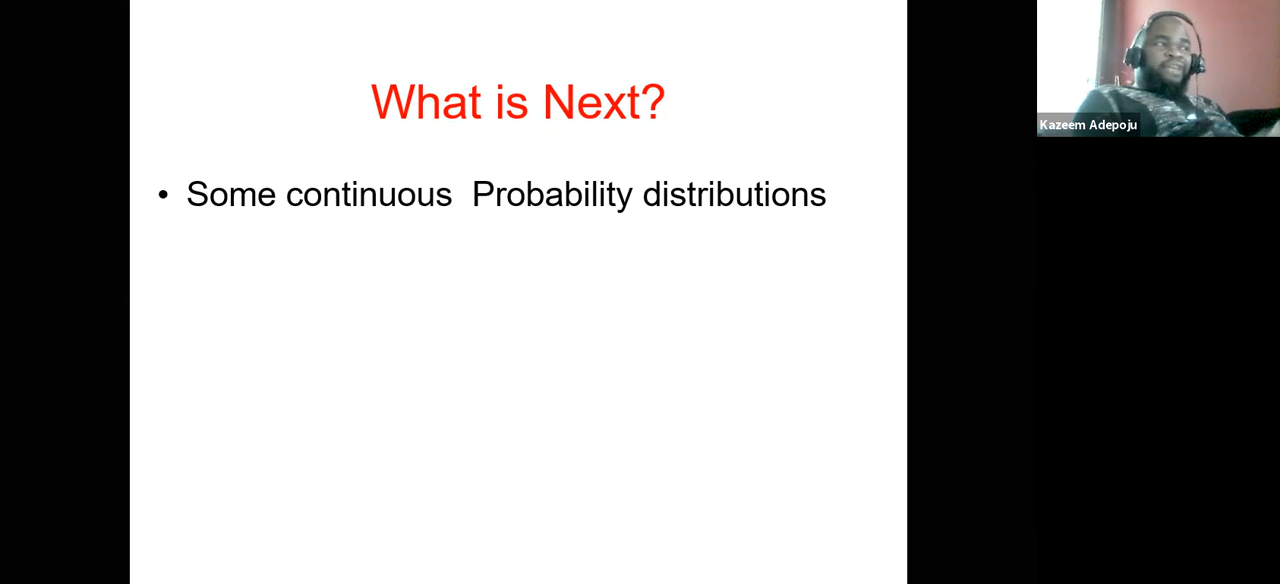 What is Next?
• Some continuous  Probability distributions
Kazeem Adepoju